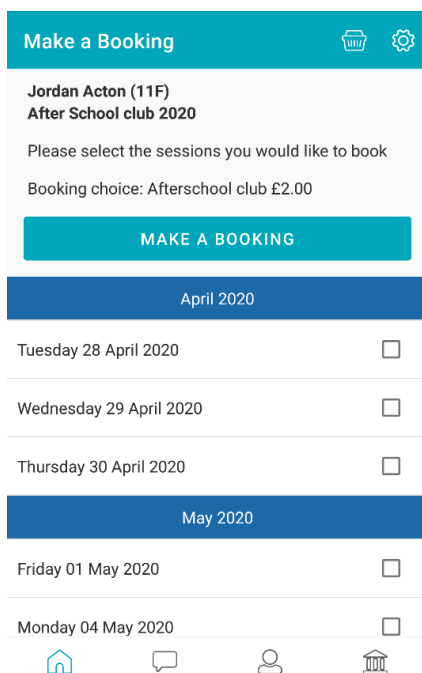 Make a Booking
Jordan Acton (11F)
After School club 2020
Please select the sessions you would like to book
Booking choice: Afterschool club £2.00
MAKE A BOOKING
April 2020
Tuesday 28 April 2020
Wednesday 29 April 2020
Thursday 30 April 2020
May 2020
Friday 01 May 2020
Monday 04 May 2020